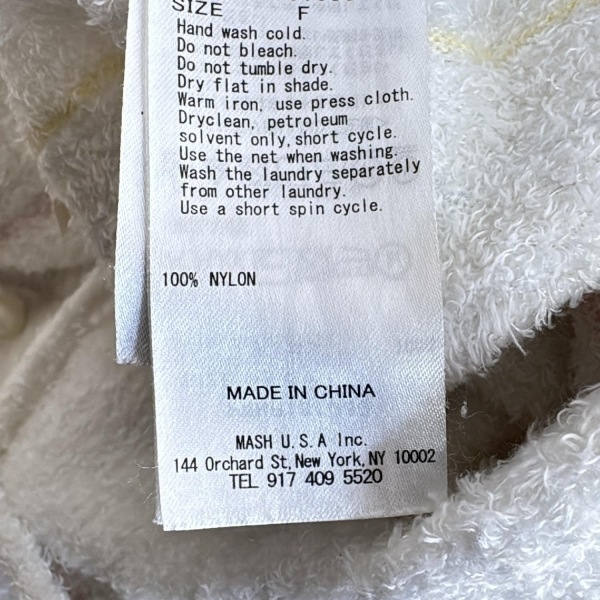 SIZE F
Hand wash cold.
Do not bleach.
Do not tumble dry.
Dry flat in shade.
Warm iron, use press cloth.
Dryclean, petroleum
solvent only, short cycle.
Use the net when washing.
Wash the laundry separately
from other laundry.
Use a short spin cycle.
100% NYLON
MADE IN CHINA
MASH U.S.A Inc.
144 Orchard St, New York, NY 10002
TEL 917 409 5520